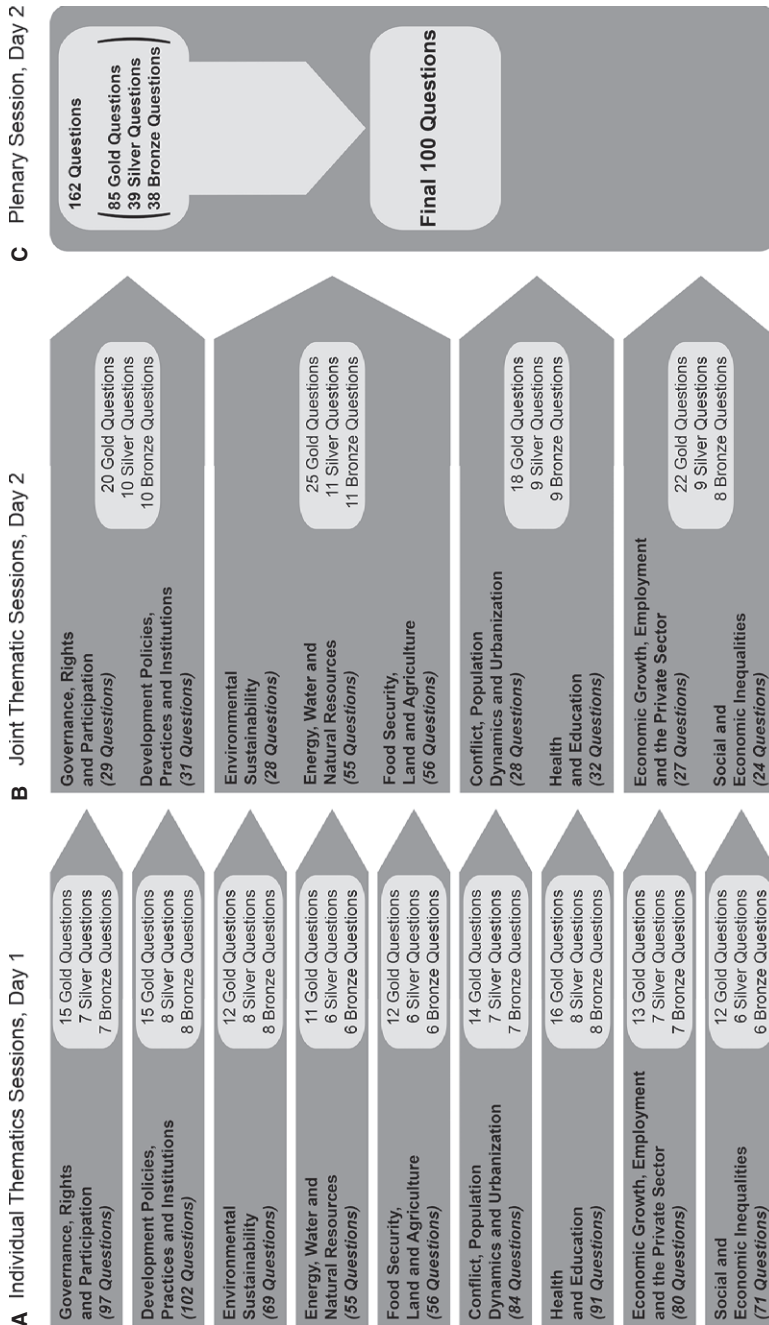 A Individual Thematics Sessions, Day 1
Governance, Rights
and Participation
(97 Questions)
15 Gold Questions
7 Silver Questions
7 Bronze Questions
Development Policies,
Practices and Institutions
(102 Questions)
15 Gold Questions
8 Silver Questions
8 Bronze Questions
Environmental
Sustainability
(69 Questions)
12 Gold Questions
8 Silver Questions
8 Bronze Questions
Energy, Water and
Natural Resources
(55 Questions)
11 Gold Questions
6 Silver Questions
6 Bronze Questions
Food Security,
Land and Agriculture
(56 Questions)
12 Gold Questions
6 Silver Questions
6 Bronze Questions
Conflict, Population
Dynamics and Urbanization
(84 Questions)
14 Gold Questions
7 Silver Questions
7 Bronze Questions
Health
and Education
(91 Questions)
16 Gold Questions
8 Silver Questions
8 Bronze Questions
Economic Growth, Employment
and the Private Sector
(80 Questions)
13 Gold Questions
7 Silver Questions
7 Bronze Questions
Social and
Economic Inequalities
(71 Questions)
12 Gold Questions
6 Silver Questions
6 Bronze Questions
B Joint Thematic Sessions, Day 2
Governance, Rights
and Participation
(29 Questions)
Development Policies,
Practices and Institutions
(31 Questions)
20 Gold Questions
10 Silver Questions
10 Bronze Questions
Environmental
Sustainability
(28 Questions)
Energy, Water and
Natural Resources
(55 Questions)
Food Security,
Land and Agriculture
(56 Questions)
25 Gold Questions
11 Silver Questions
11 Bronze Questions
Conflict, Population
Dynamics and Urbanization
(28 Questions)
Health
and Education
(32 Questions)
18 Gold Questions
9 Silver Questions
9 Bronze Questions
Economic Growth, Employment
and the Private Sector
(27 Questions)
Social and
Economic Inequalities
(24 Questions)
22 Gold Questions
9 Silver Questions
8 Bronze Questions
C Plenary Session, Day 2
162 Questions
(85 Gold Questions
39 Silver Questions
38 Bronze Questions)
Final 100 Questions